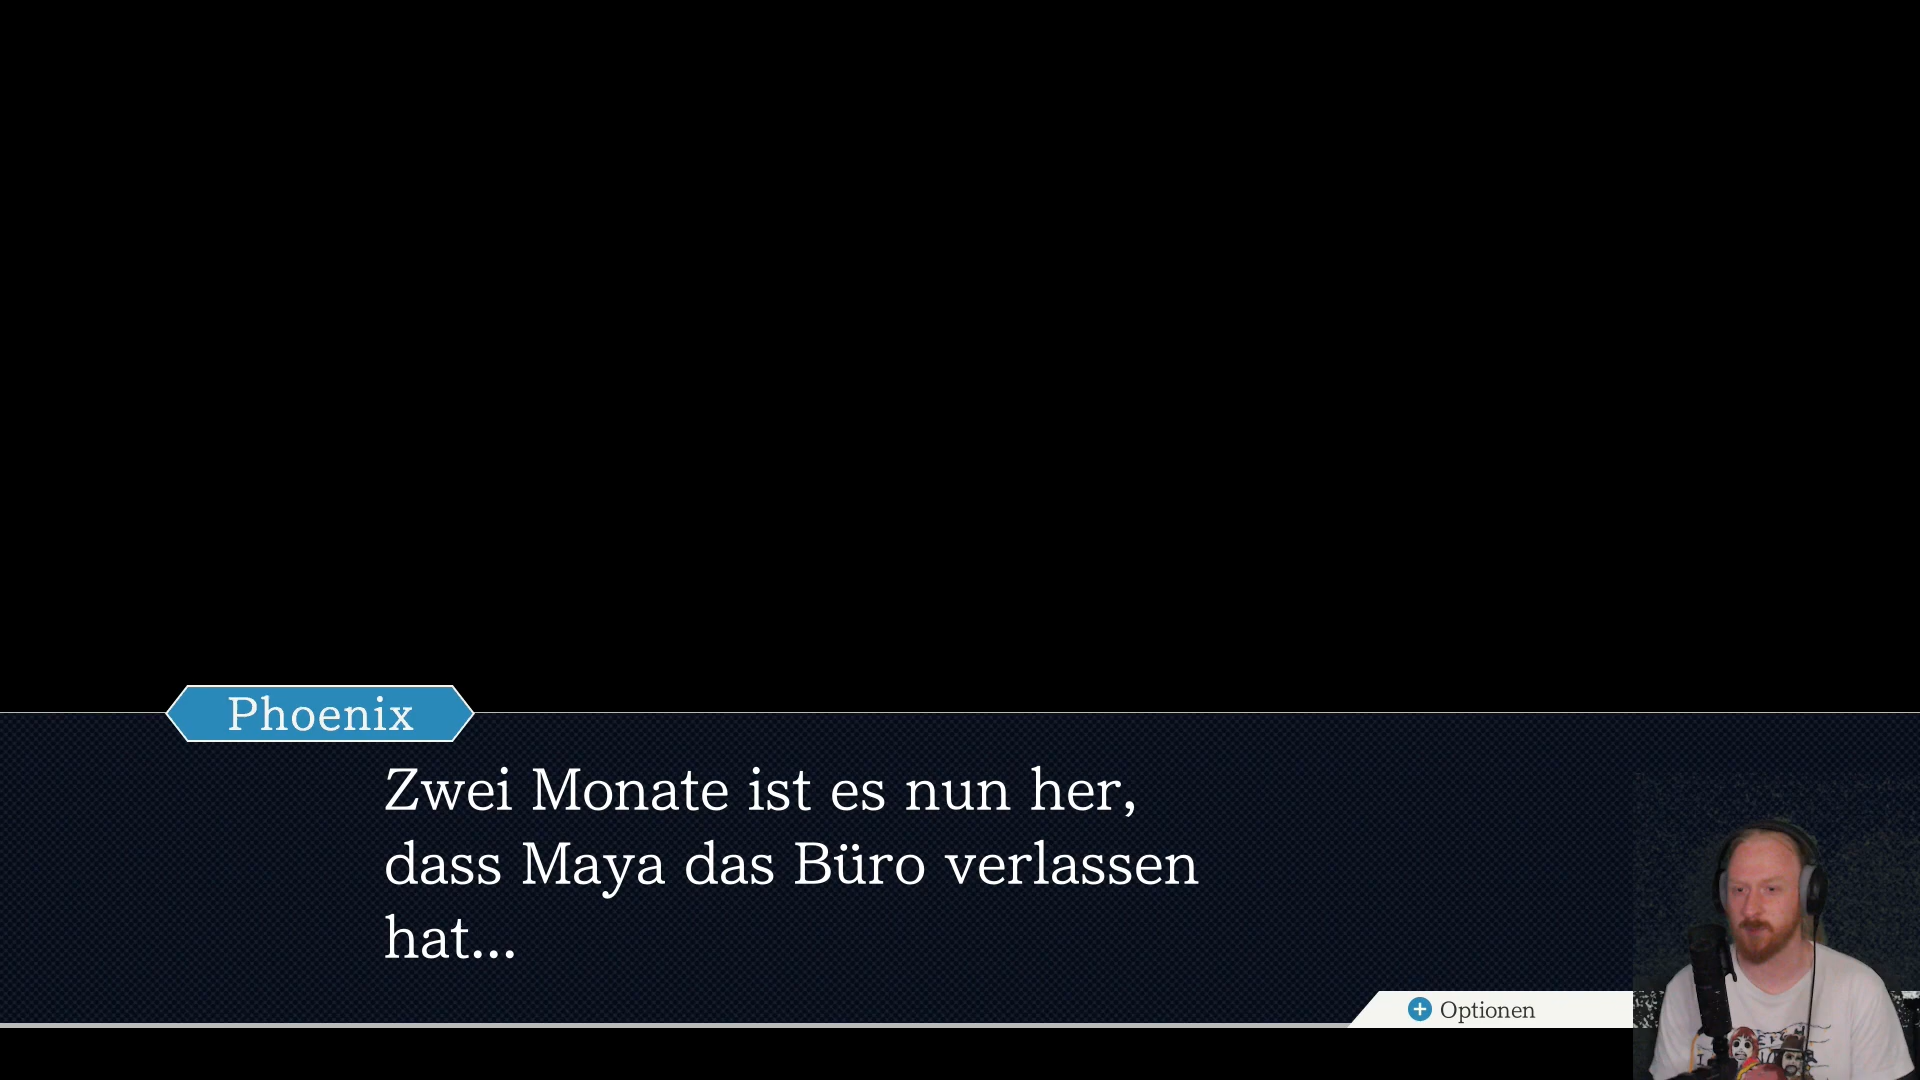 Phoenix
Zwei Monate ist es nun her,
dass Maya das Büro verlassen
hat...
Optionen